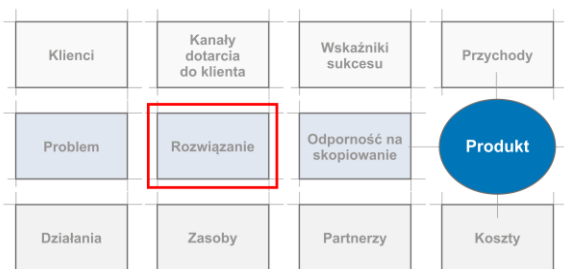 Klienci
Kanały
dotarcia
do klienta
Wskaźniki
sukcesu
Przychody
Problem
Rozwiązanie
Odporność na
skopiowanie
Produkt
Działania
Zasoby
Partnerzy
Koszty